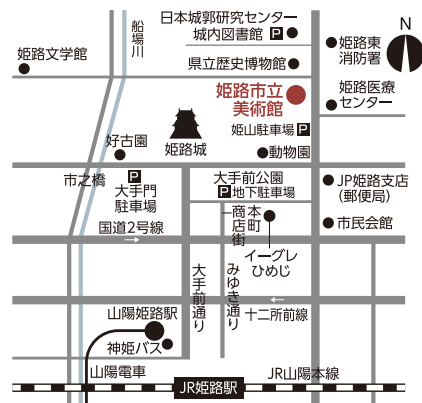 日本城郭研究センター
城内図書館 P
船場川
N
姫路文学館
県立歴史博物館
姫路東
消防署
姫路市立
美術館
姫路医療
センター
姫山駐車場 P
好古園
姫路城
動物園
市之橋
P
大手門
駐車場
大手前公園
P 地下駐車場
JP姫路支店
(郵便局)
本町
商店街
市民会館
国道2号線
イーグレ
ひめじ
大手前通り
みゆき通り
十二所前線
山陽姫路駅
神姫バス
山陽電車
JR姫路駅
JR山陽本線